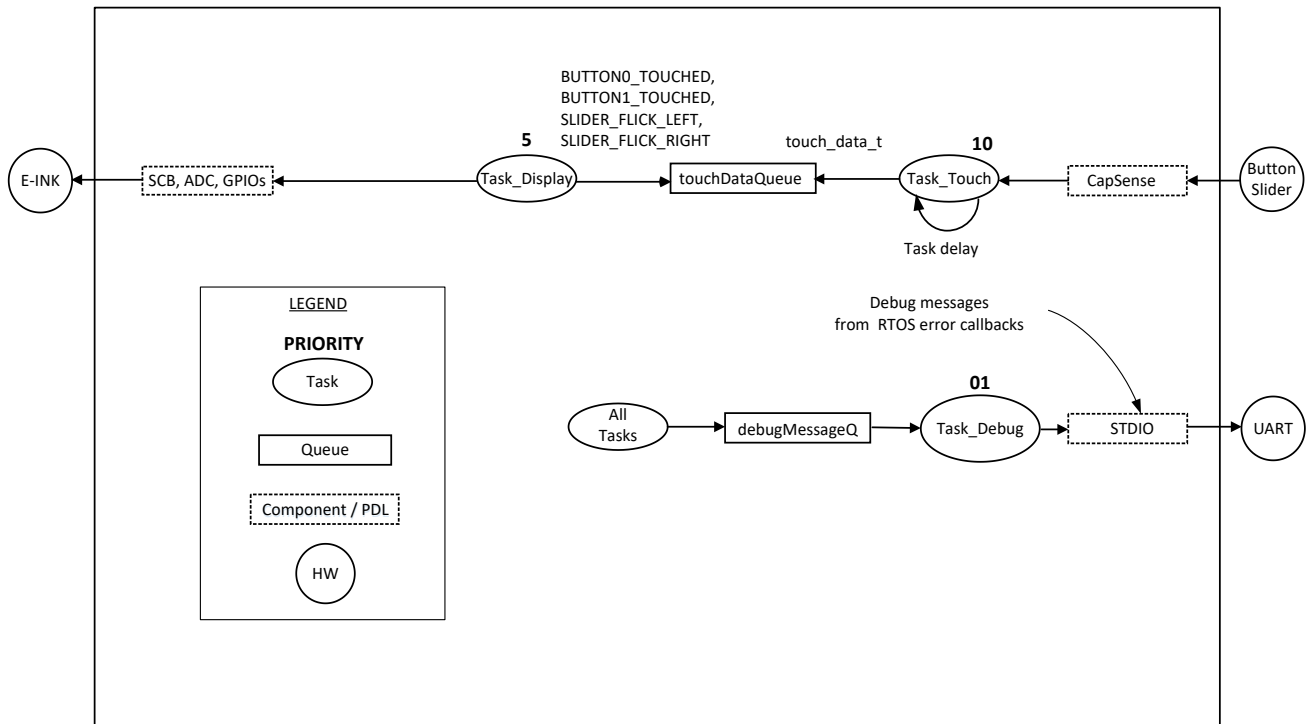 BUTTON0_TOUCHED,
BUTTON1_TOUCHED,
SLIDER_FLICK_LEFT,
SLIDER_FLICK_RIGHT
5
touch_data_t
10
E-INK
SCB, ADC, GPIOs
Task_Display
touchDataQueue
Task_Touch
CapSense
Button
Slider
Task delay
LEGEND
PRIORITY
Task
Queue
Component / PDL
HW
Debug messages
from RTOS error callbacks
01
All
Tasks
debugMessageQ
Task_Debug
STDIO
UART